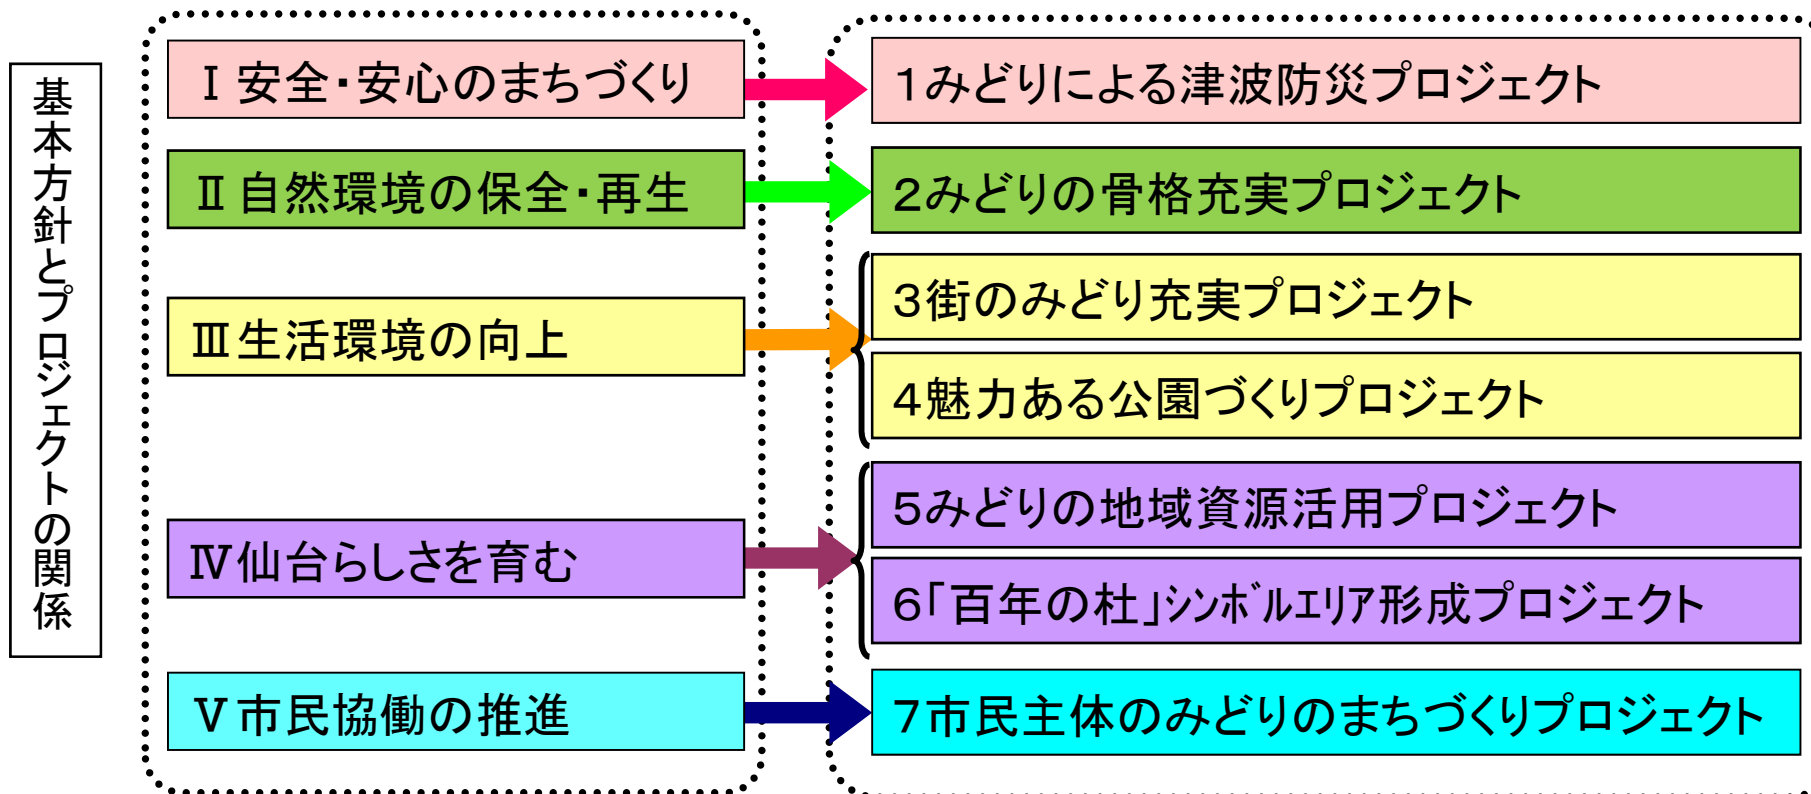 基本方針とプロジェクトの関係
Ⅰ 安全・安心のまちづくり
1みどりによる津波防災プロジェクト
Ⅱ 自然環境の保全・再生
2みどりの骨格充実プロジェクト
Ⅲ 生活環境の向上
3街のみどり充実プロジェクト
4魅力ある公園づくりプロジェクト
Ⅳ 仙台らしさを育む
5みどりの地域資源活用プロジェクト
6「百年の杜」ｼﾝﾎﾞﾙｴﾘｱ形成プロジェクト
Ⅴ 市民協働の推進
7市民主体のみどりのまちづくりプロジェクト